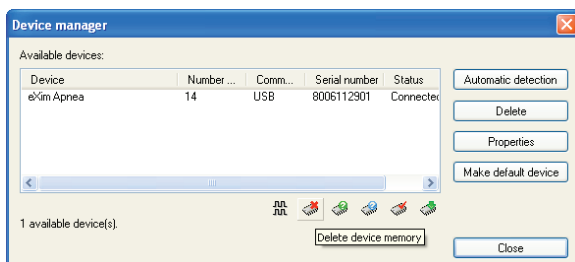 Device manager
Available devices:
Device Number ... Comm... Serial number Status
eXim Apnea 14 USB 8006112901 Connected
Automatic detection
Delete
Properties
Make default device
1 available device(s).
Delete device memory
Close